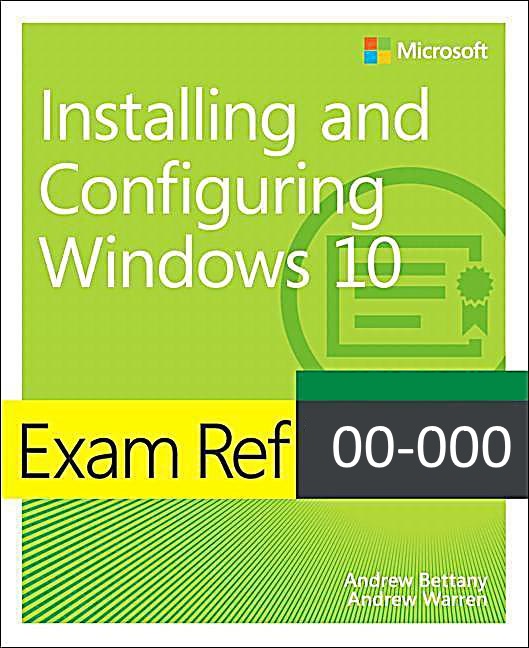 Microsoft
Installing and
Configuring
Windows 10
Exam Ref 00-000
Andrew Bettany
Andrew Warren